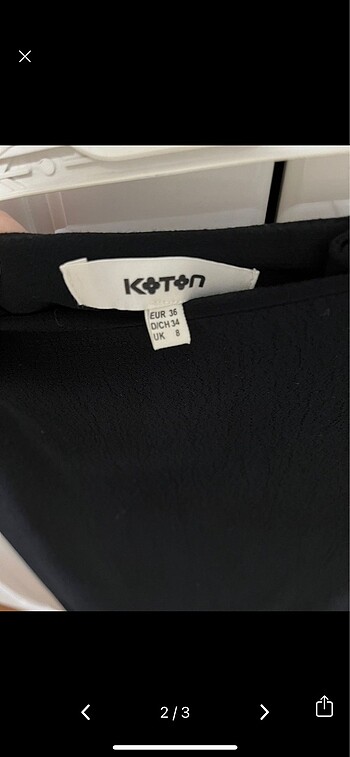 KOTON
EUR 36
D/CH 34
UK 8
2/3